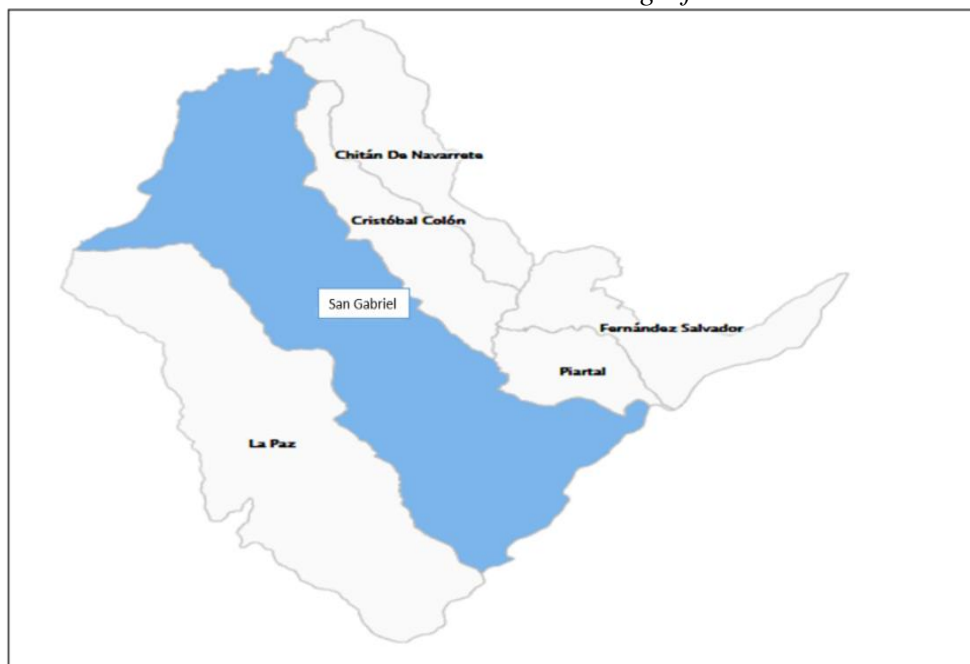 Chitán De Navarrete
Cristóbal Colón
San Gabriel
Fernández Salvador
Piartal
La Paz